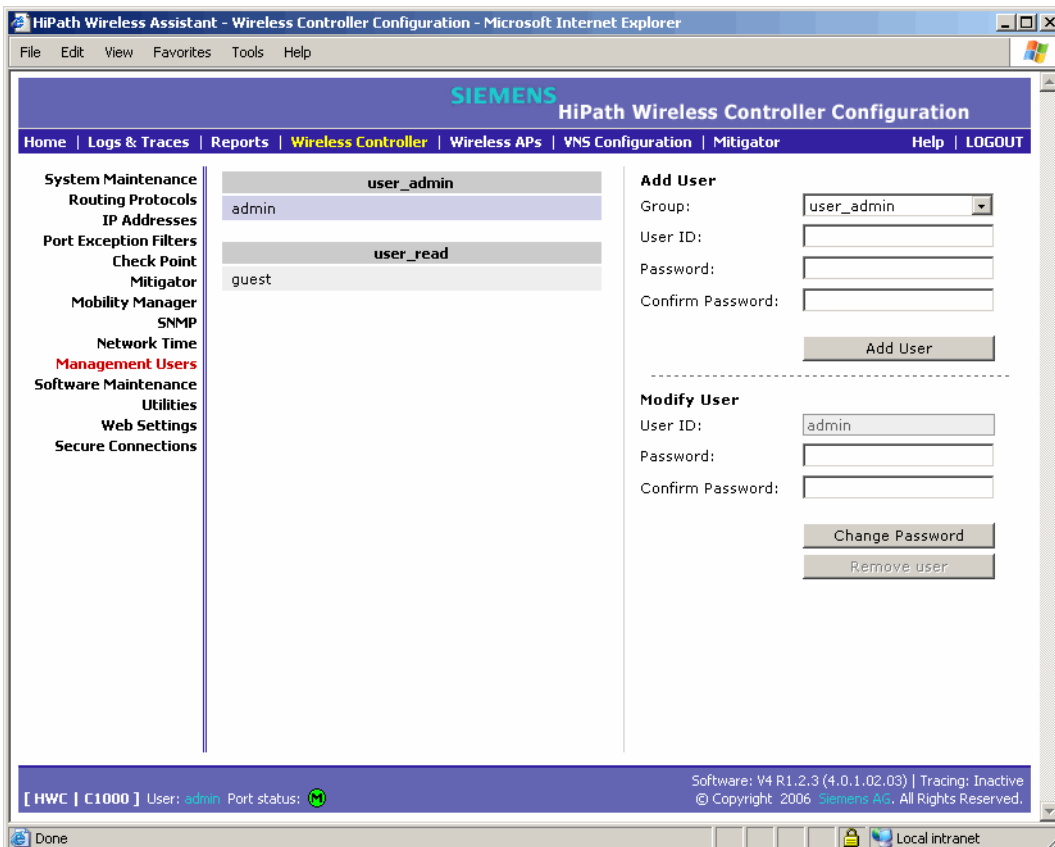 HiPath Wireless Assistant - Wireless Controller Configuration - Microsoft Internet Explorer
File Edit View Favorites Tools Help
SIEMENS
HiPath Wireless Controller Configuration
Home | Logs & Traces | Reports | Wireless Controller | Wireless APs | VNS Configuration | Mitigator Help | LOGOUT
System Maintenance
Routing Protocols
IP Addresses
Port Exception Filters
Check Point
Mitigator
Mobility Manager
SNMP
Network Time
Management Users
Software Maintenance
Utilities
Web Settings
Secure Connections
user_admin
admin
user_read
guest
Add User
Group: user_admin
User ID:
Password:
Confirm Password:
Add User
Modify User
User ID: admin
Password:
Confirm Password:
Change Password
Remove user
[ HWC | C1000 ] User: admin Port status: M
Software: V4 R1.2.3 (4.0.1.02.03) | Tracing: Inactive
© Copyright 2006 Siemens AG. All Rights Reserved.
Done
Local intranet